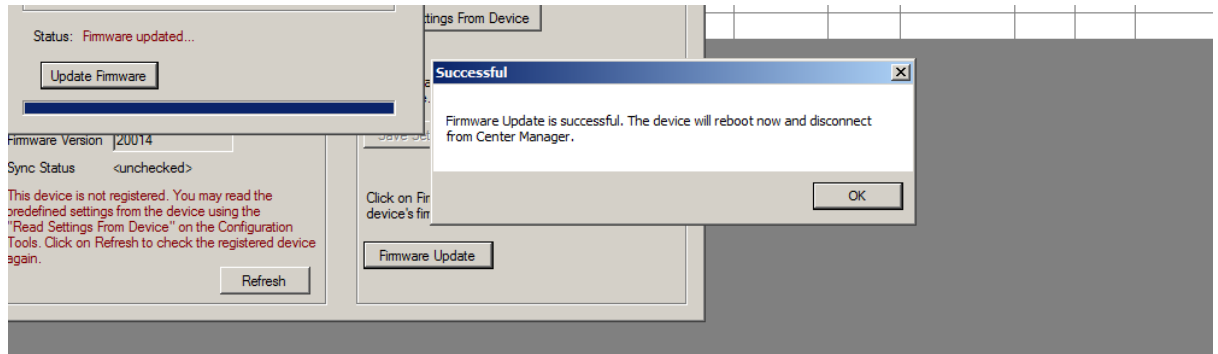 ttings From Device
Status: Firmware updated...
Update Firmware
Successful
Firmware Update is successful. The device will reboot now and disconnect
from Center Manager.
OK
Firmware Version 20014
Save Set
Sync Status <unchecked>
This device is not registered. You may read the
predefined settings from the device using the
"Read Settings From Device" on the Configuration
Tools. Click on Refresh to check the registered device
again.
Refresh
Click on Fir
device's fir
Firmware Update